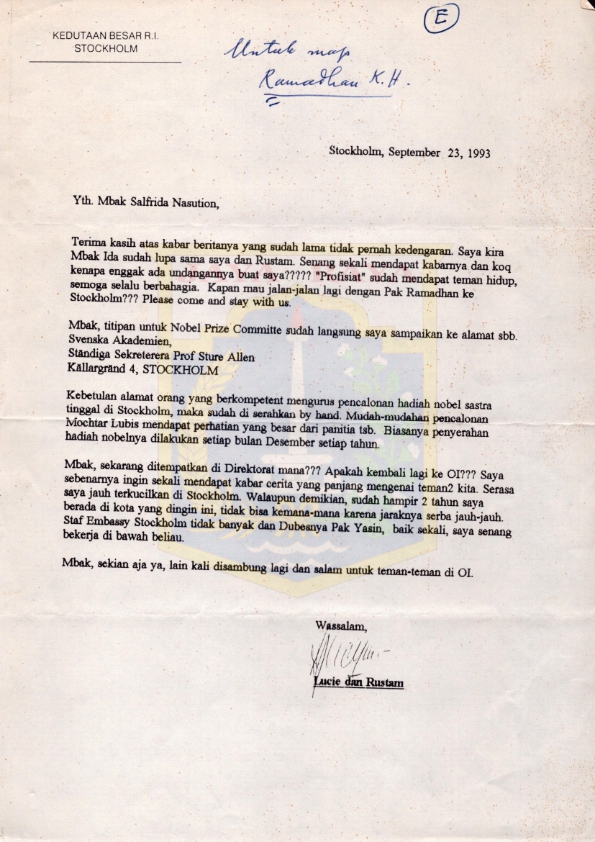 E
KEDUTAAN BESAR R.I.
STOCKHOLM
Untuk map
Ramadhan K.H.
Stockholm, September 23, 1993
Yth. Mbak Salfrida Nasution,
Terima kasih atas kabar beritanya yang sudah lama tidak pernah kedengaran. Saya kira
Mbak Ida sudah lupa sama saya dan Rustam. Senang sekali mendapat kabarnya dan koq
kenapa enggak ada undangannya buat saya????? "Profisiat" sudah mendapat teman hidup,
semoga selalu berbahagia. Kapan mau jalan-jalan lagi dengan Pak Ramadhan ke
Stockholm??? Please come and stay with us.
Mbak, titipan untuk Nobel Prize Committe sudah langsung saya sampaikan ke alamat sbb.
Svenska Akademien,
Ständiga Sekreterera Prof Sture Allen
Källargränd 4, STOCKHOLM
Kebetulan alamat orang yang berkompetent mengurus pencalonan hadiah nobel sastra
tinggal di Stockholm, maka sudah di serahkan by hand. Mudah-mudahan pencalonan
Mochtar Lubis mendapat perhatian yang besar dari panitia tsb. Biasanya penyerahan
hadiah nobelnya dilakukan setiap bulan Desember setiap tahun.
Mbak, sekarang ditempatkan di Direktorat mana??? Apakah kembali lagi ke OI??? Saya
sebenarnya ingin sekali mendapat kabar cerita yang panjang mengenai teman2 kita. Serasa
saya jauh terkucilkan di Stockholm. Walaupun demikian, sudah hampir 2 tahun saya
berada di kota yang dingin ini, tidak bisa kemana-mana karena jaraknya serba jauh-jauh.
Staf Embassy Stockholm tidak banyak dan Dubesnya Pak Yasin, baik sekali, saya senang
bekerja di bawah beliau.
Mbak, sekian aja ya, lain kali disambung lagi dan salam untuk teman-teman di OI.
Wassalam,
Lucie dan Rustam